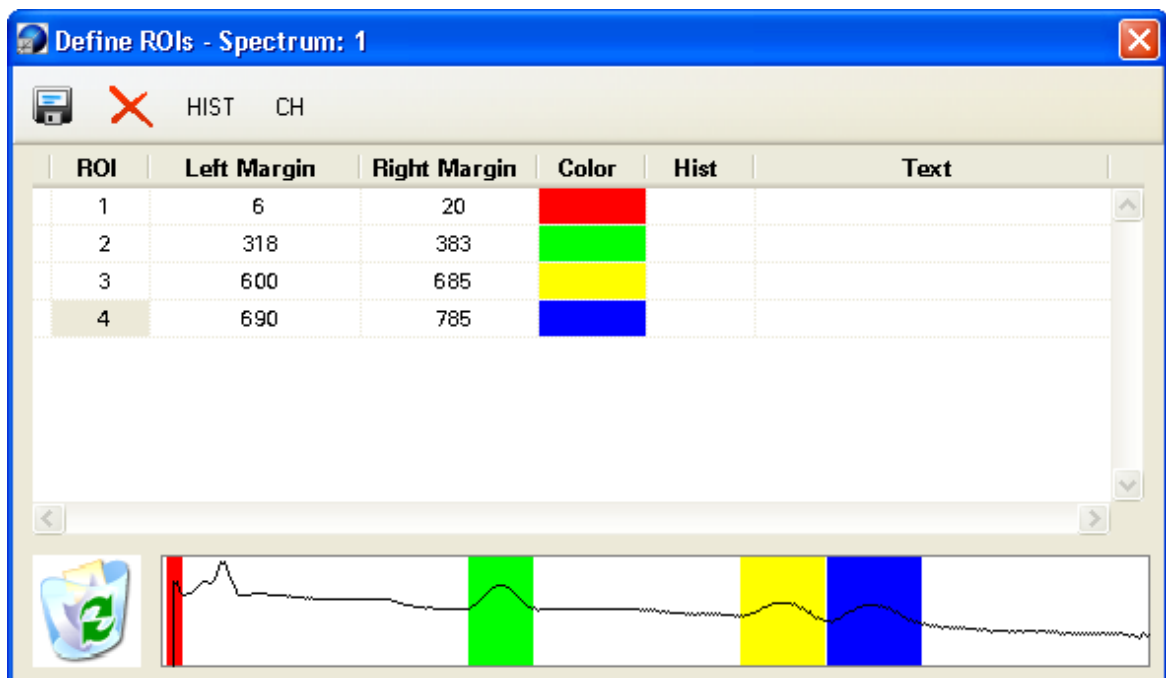 Define ROIs - Spectrum: 1
HIST CH
ROI Left Margin Right Margin Color Hist Text
1 6 20
2 318 383
3 600 685
4 690 785